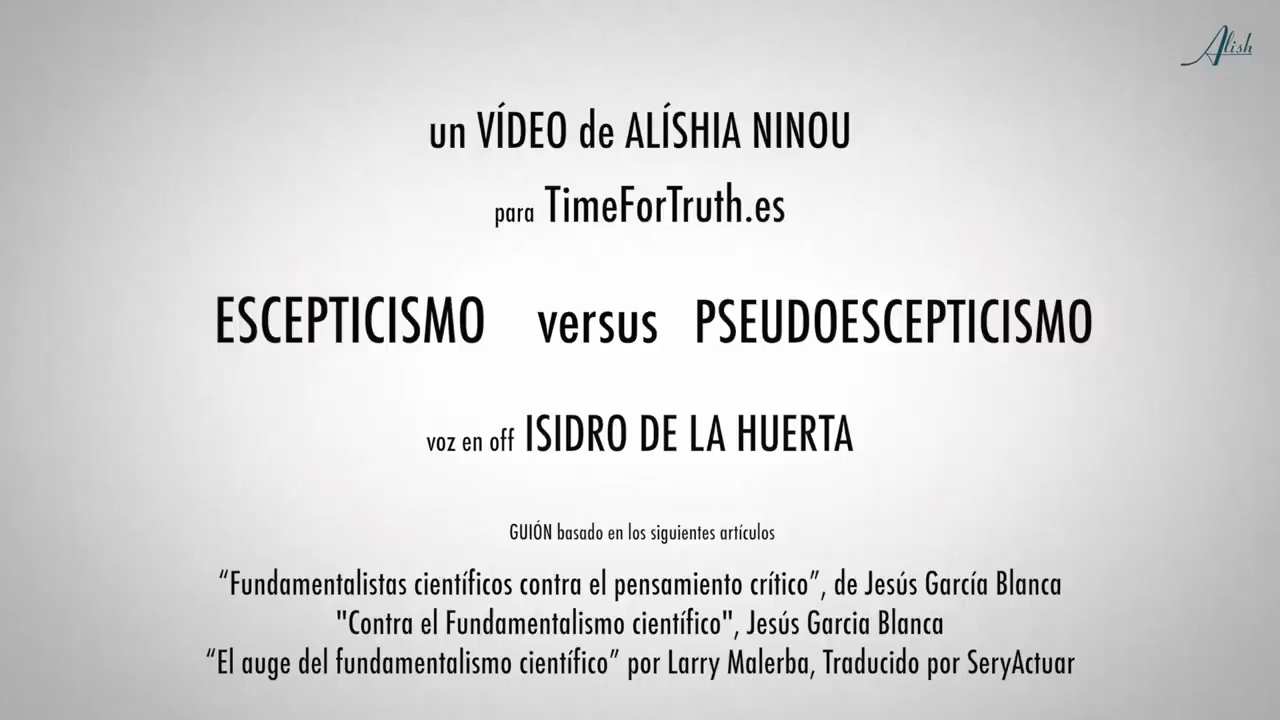 Alish
un VÍDEO de ALÍSHIA NINOU
para TimeForTruth.es
ESCEPTICISMO versus PSEUDOESCEPTICISMO
voz en off ISIDRO DE LA HUERTA
GUIÓN basado en los siguientes artículos
“Fundamentalistas científicos contra el pensamiento crítico”, de Jesús García Blanca
"Contra el Fundamentalismo científico", Jesús Garcia Blanca
“El auge del fundamentalismo científico” por Larry Malerba, Traducido por SeryActuar